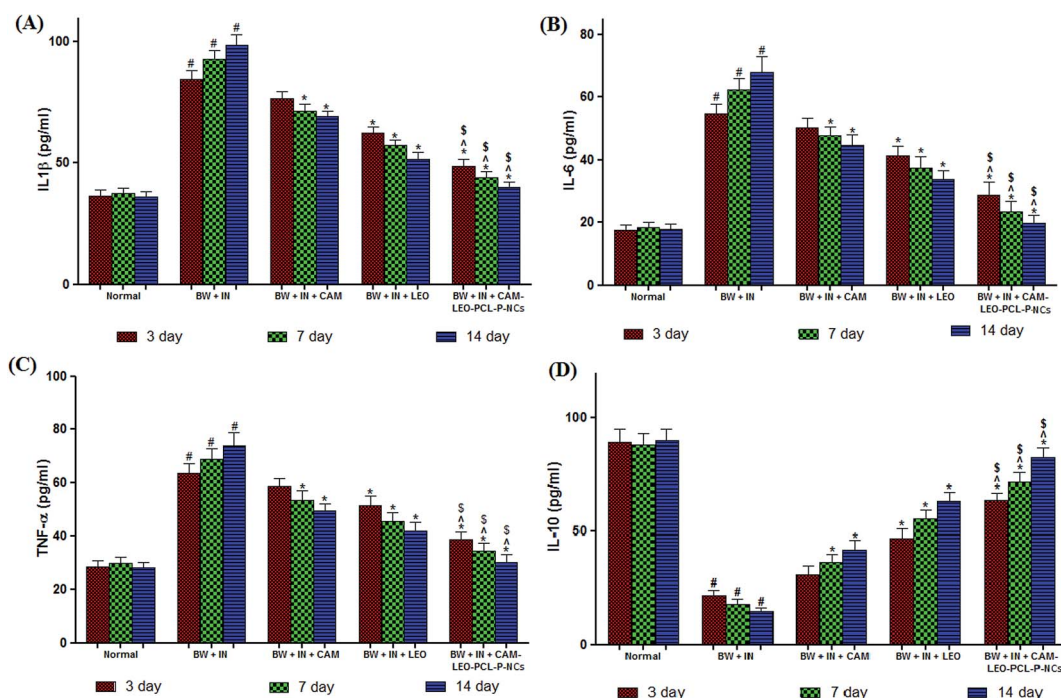 (A)
IL1β (pg/ml)
100
50
0
# # #
* *
* * *
$ $ $
^ ^ ^
* * *
Normal BW + IN BW + IN + CAM BW + IN + LEO BW + IN + CAM-
LEO-PCL-P-NCs
3 day 7 day 14 day
(B)
IL-6 (pg/ml)
80
60
40
20
0
# # #
* *
* * *
$ $ $
^ ^ ^
* * *
Normal BW + IN BW + IN + CAM BW + IN + LEO BW + IN + CAM-
LEO-PCL-P-NCs
3 day 7 day 14 day
(C)
TNF-α (pg/ml)
100
80
60
40
20
0
# # #
* *
* * *
$ $ $
^ ^ ^
* * *
Normal BW + IN BW + IN + CAM BW + IN + LEO BW + IN + CAM-
LEO-PCL-P-NCs
3 day 7 day 14 day
(D)
IL-10 (pg/ml)
100
50
0
# # #
* *
* * *
$ $ $
^ ^ ^
* * *
Normal BW + IN BW + IN + CAM BW + IN + LEO BW + IN + CAM-
LEO-PCL-P-NCs
3 day 7 day 14 day